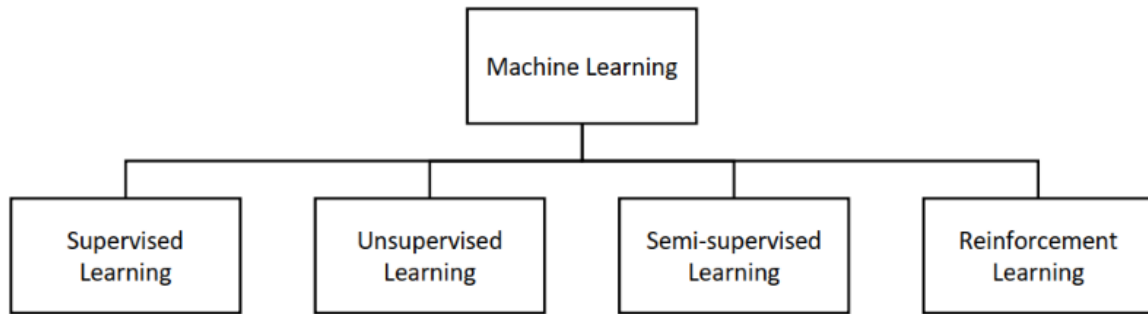 Machine Learning
Supervised
Learning
Unsupervised
Learning
Semi-supervised
Learning
Reinforcement
Learning